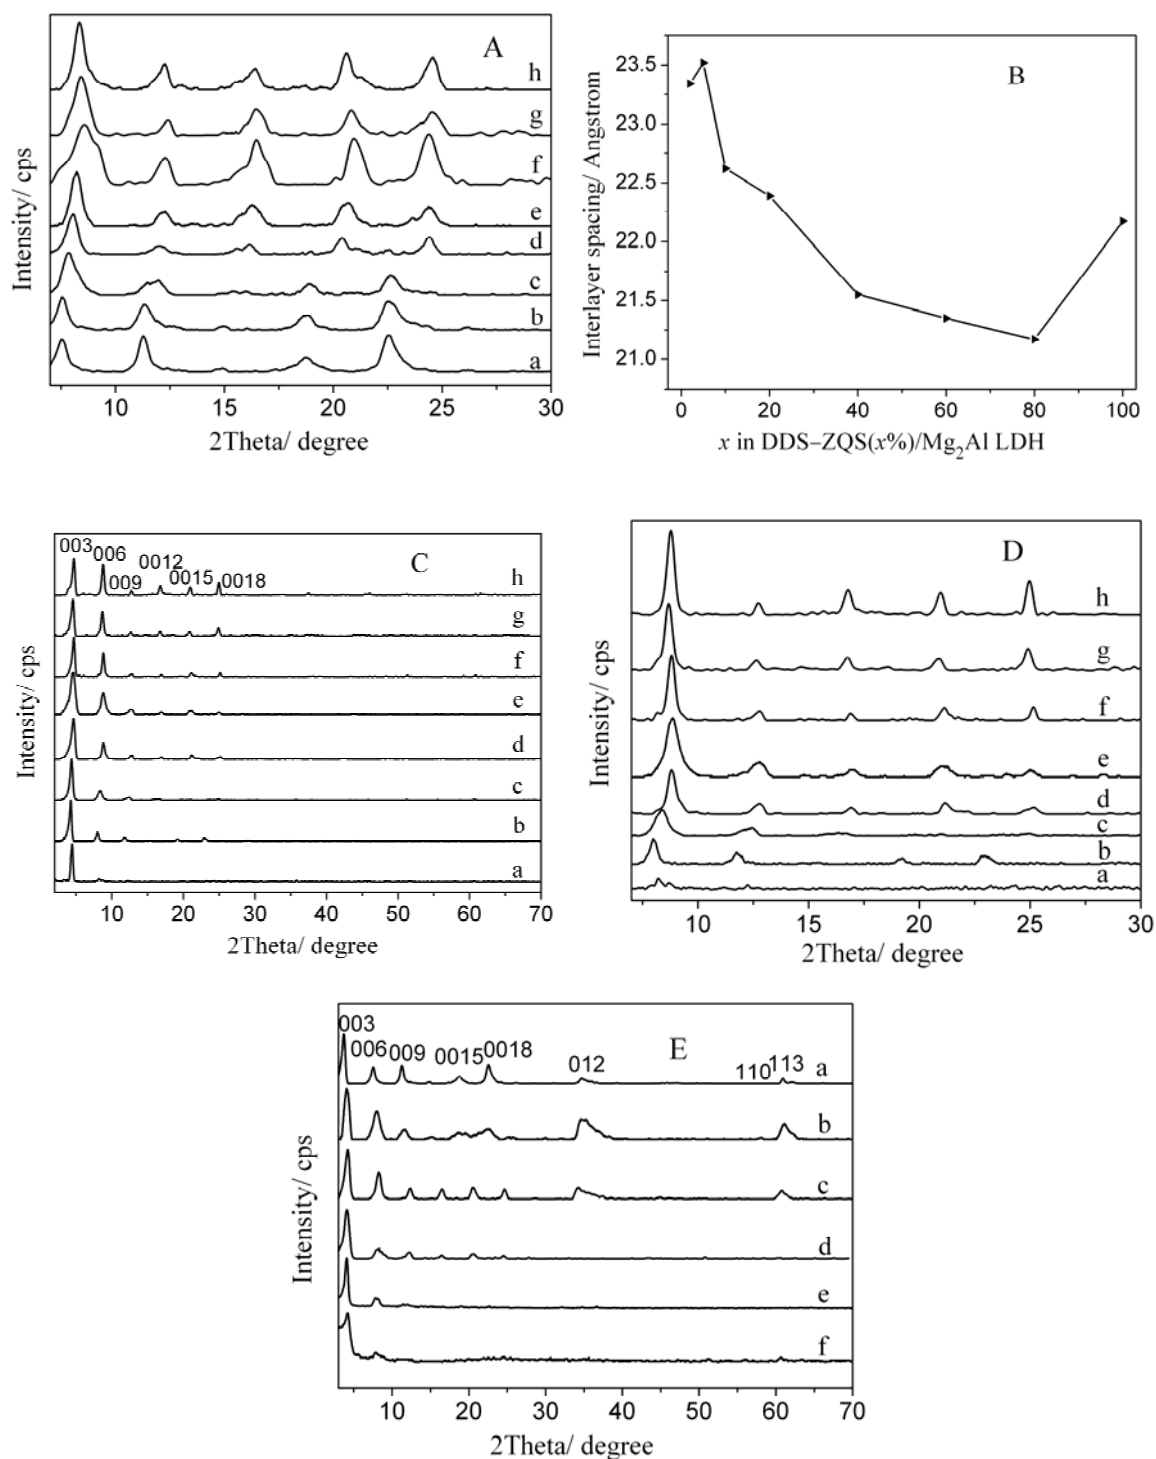 A
h
g
f
e
d
c
b
a
Intensity/ cps
10 15 20 25 30
2Theta/ degree
B
23.5
23.0
22.5
22.0
21.5
21.0
Interlayer spacing/ Angstrom
0 20 40 60 80 100
x in DDS–ZQS(x%)/Mg₂Al LDH
C
003 006 009 0012 0015 0018
h
g
f
e
d
c
b
a
Intensity/ cps
10 20 30 40 50 60 70
2Theta/ degree
D
h
g
f
e
d
c
b
a
Intensity/ cps
10 15 20 25 30
2Theta/ degree
E
003
006 009 0015 0018 012 110 113
a
b
c
d
e
f
Intensity/ cps
10 20 30 40 50 60 70
2Theta/ degree